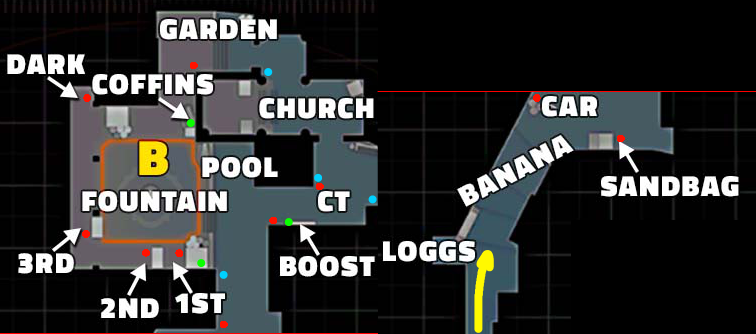 GARDEN
DARK
COFFINS
CHURCH
CAR
B
POOL
BANANA
SANDBAG
FOUNTAIN
CT
LOGGS
3RD
BOOST
2ND
1ST